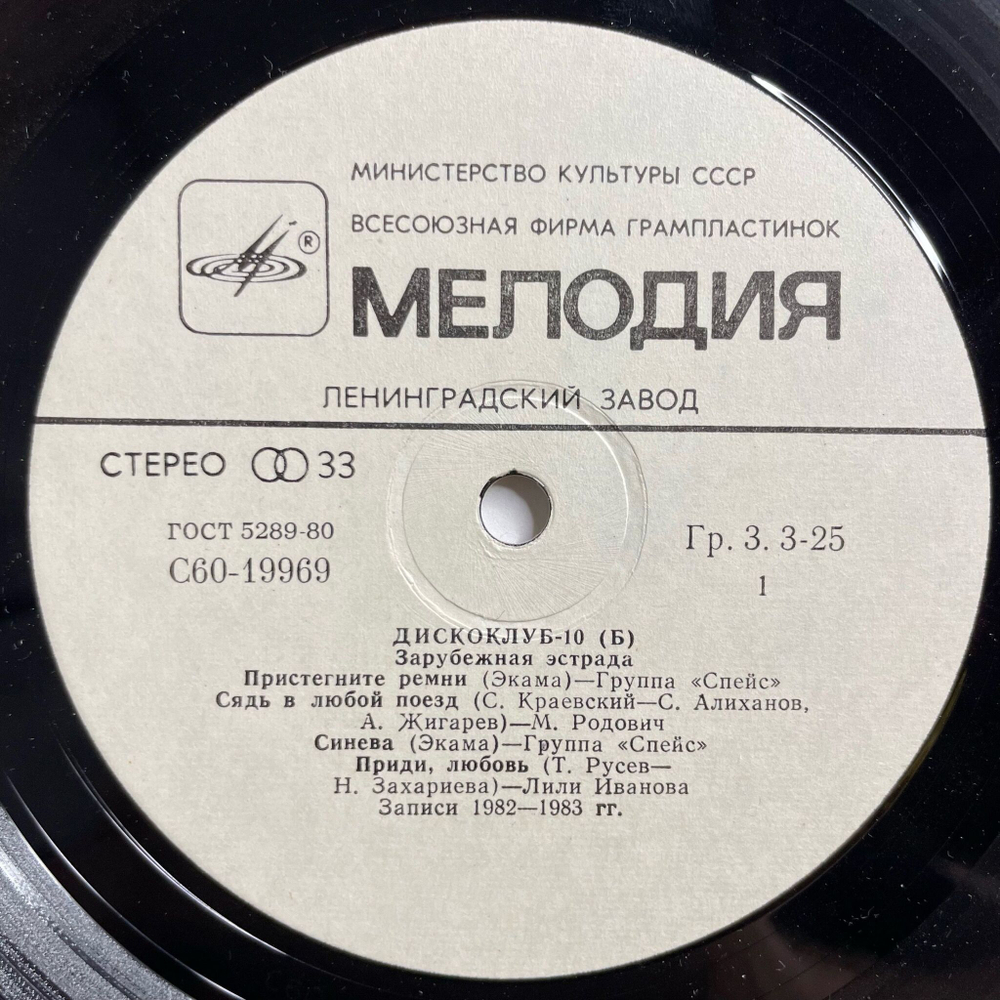 МИНИСТЕРСТВО КУЛЬТУРЫ СССР
ВСЕСОЮЗНАЯ ФИРМА ГРАМПЛАСТИНОК
®
МЕЛОДИЯ
ЛЕНИНГРАДСКИЙ ЗАВОД
СТЕРЕО 33
ГОСТ 5289-80
С60-19969
Гр. 3. 3-25
1
ДИСКОКЛУБ-10 (Б)
Зарубежная эстрада
Пристегните ремни (Экама)—Группа «Спейс»
Сядь в любой поезд (С. Краевский—С. Алиханов,
А. Жигарев)—М. Родович
Синева (Экама)—Группа «Спейс»
Приди, любовь (Т. Русев—
Н. Захариева)—Лили Иванова
Записи 1982—1983 гг.